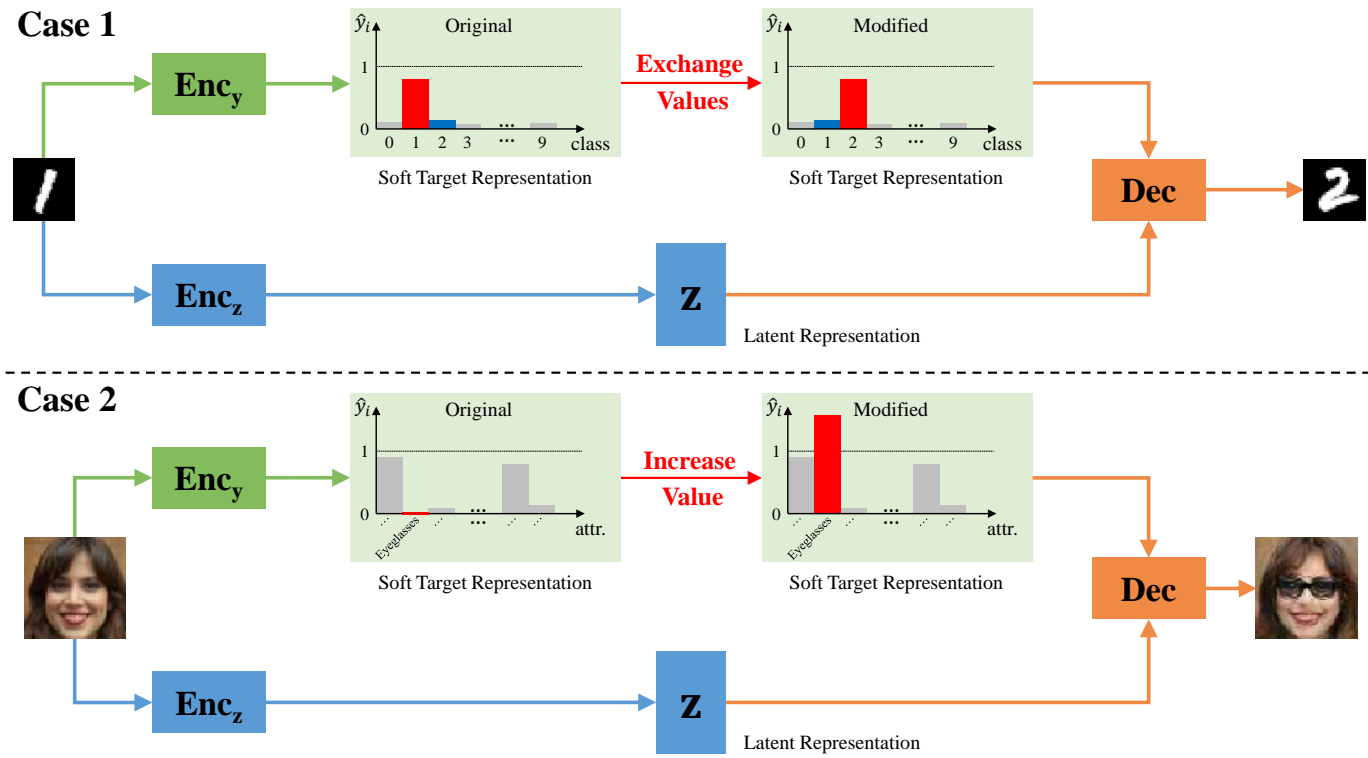 Case 1
Enc_y
ŷ_i
Original
1
0
0 1 2 3 ... ... 9 class
Soft Target Representation
Exchange
Values
ŷ_i
Modified
1
0
0 1 2 3 ... ... 9 class
Soft Target Representation
Dec
1
2
Enc_z
z
Latent Representation
Case 2
Enc_y
ŷ_i
Original
1
0
... Eyeglasses ... ... ... ... ... attr.
Soft Target Representation
Increase
Value
ŷ_i
Modified
1
0
... Eyeglasses ... ... ... ... ... attr.
Soft Target Representation
Dec
Enc_z
z
Latent Representation